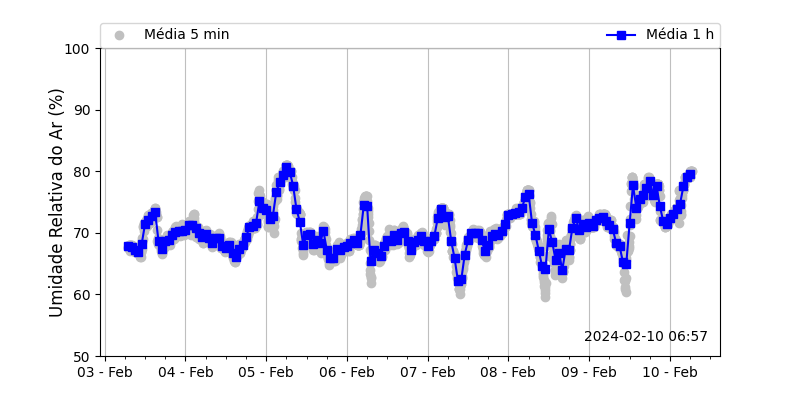 Média 5 min
Média 1 h
Umidade Relativa do Ar (%)
100
90
80
70
60
50
2024-02-10 06:57
03 - Feb
04 - Feb
05 - Feb
06 - Feb
07 - Feb
08 - Feb
09 - Feb
10 - Feb